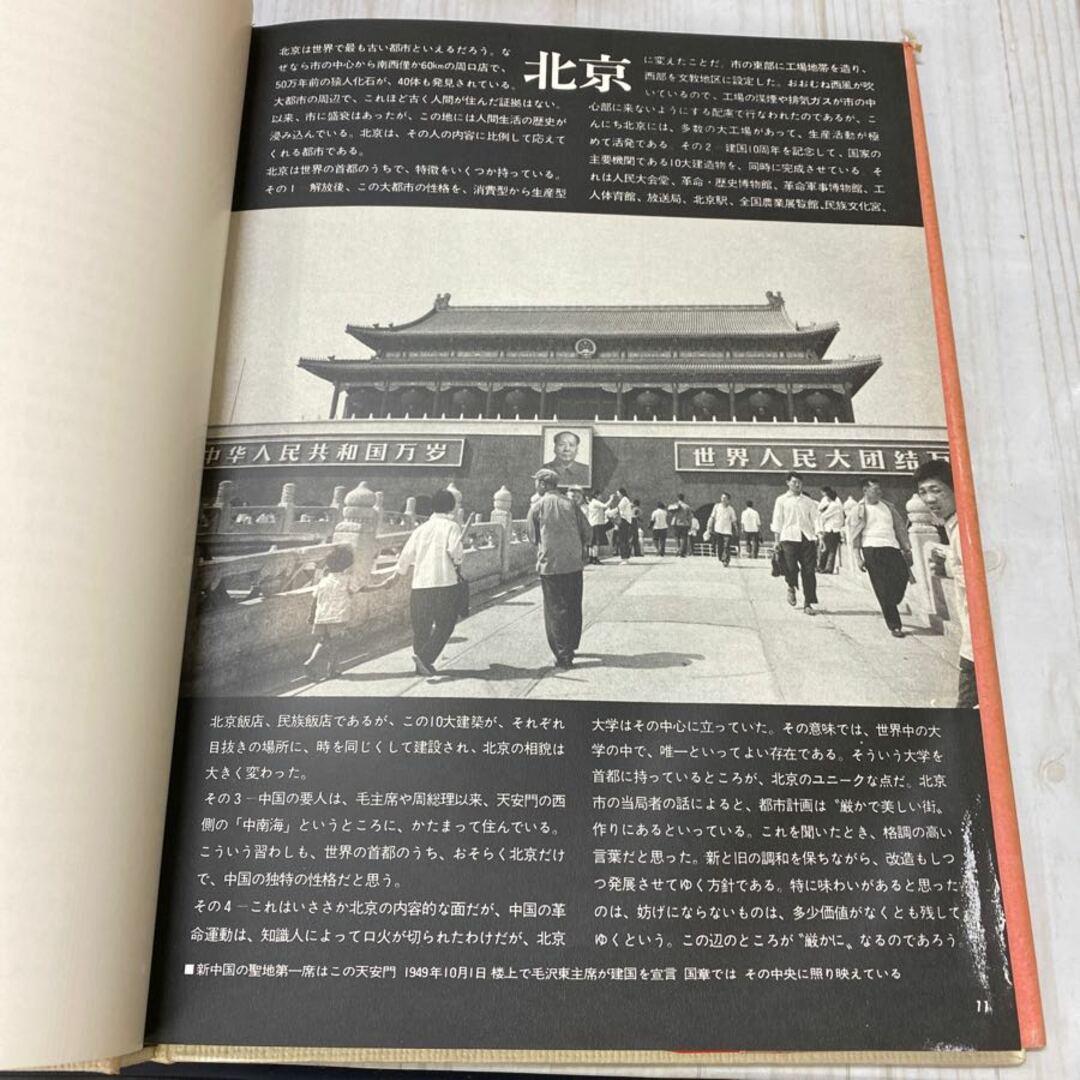 北京
北京は世界で最も古い都市といえるだろう。な
ぜなら市の中心から南西僅か60kmの周口店で、
50万年前の猿人化石が、40体も発見されている。
大都市の周辺で、これほど古く人間が住んだ証拠はない。
以来、市に盛衰はあったが、この地には人間生活の歴史が
浸み込んでいる。北京は、その人の内容に比例して応えて
くれる都市である。
北京は世界の首都のうちで、特徴をいくつか持っている。
その1―解放後、この大都市の性格を、消費型から生産型
に変えたことだ。市の東部に工場地帯を造り、
西部を文教地区に設定した。おおむね西風が吹
いているので、工場の煤煙や排気ガスが市の中
心部に来ないようにする配慮で行なわれたのであるが、こ
んにち北京には、多数の大工場があって、生産活動が極
めて活発である。その2―建国10周年を記念して、国家の
主要機関である10大建造物を、同時に完成させている そ
れは人民大会堂、革命・歴史博物館、革命軍事博物館、工
人体育館、放送局、北京駅、全国農業展覧館、民族文化宮、
中华人民共和国万岁
世界人民大团结万
北京飯店、民族飯店であるが、この10大建築が、それぞれ
目抜きの場所に、時を同じくして建設され、北京の相貌は
大きく変わった。
その3―中国の要人は、毛主席や周総理以来、天安門の西
側の「中南海」というところに、かたまって住んでいる。
こういう習わしも、世界の首都のうち、おそらく北京だけ
で、中国の独特の性格だと思う。
その4―これはいささか北京の内容的な面だが、中国の革
命運動は、知識人によって口火が切られたわけだが、北京
大学はその中心に立っていた。その意味では、世界中の大
学の中で、唯一といってよい存在である。そういう大学を
首都に持っているところが、北京のユニークな点だ。北京
市の当局者の話によると、都市計画は〝厳かで美しい街〟
作りにあるといっている。これを聞いたとき、格調の高い
言葉だと思った。新と旧の調和を保ちながら、改造もしつ
つ発展させてゆく方針である。特に味わいがあると思った
のは、妨げにならないものは、多少価値がなくとも残して
ゆくという。この辺のところが〝厳かに〟なるのであろう。
■新中国の聖地第一席はこの天安門 1949年10月1日 楼上で毛沢東主席が建国を宣言 国章では その中央に照り映えている
11